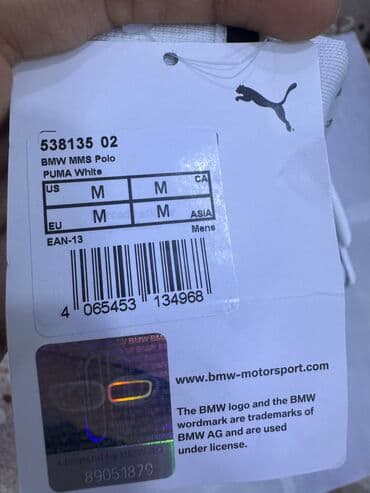 538135 02
BMW MMS Polo
PUMA White
US M M CA
EU M M ASIA
EAN-13 Mens
4 065453 134968
www.bmw-motorsport.com
The BMW logo and the BMW
wordmark are trademarks of
BMW AG and are used
under license.
89051870